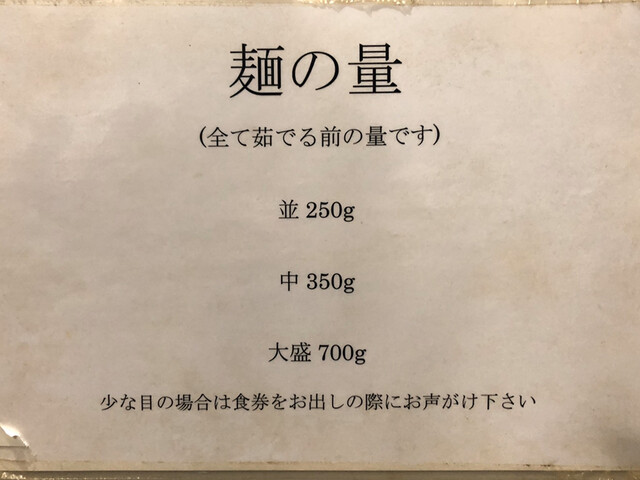 麺の量
(全て茹でる前の量です)
並 250g
中 350g
大盛 700g
少な目の場合は食券をお出しの際にお声がけ下さい